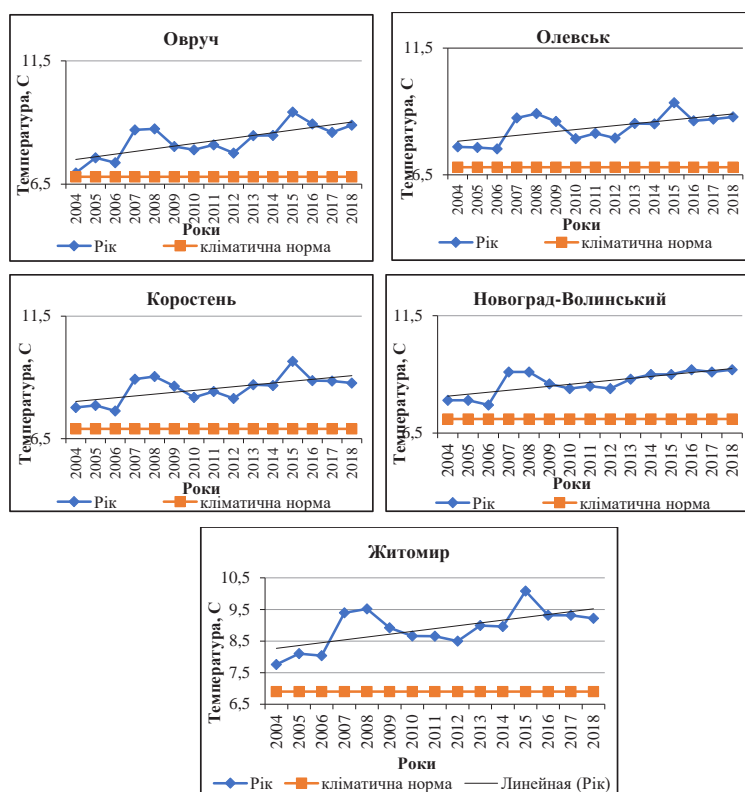 Овруч
11,5
6,5
Температура, С
2004 2005 2006 2007 2008 2009 2010 2011 2012 2013 2014 2015 2016 2017 2018
Роки
Рік кліматична норма
Олевськ
11,5
6,5
Температура, С
2004 2005 2006 2007 2008 2009 2010 2011 2012 2013 2014 2015 2016 2017 2018
Роки
Рік кліматична норма
Коростень
11,5
6,5
Температура, С
2004 2005 2006 2007 2008 2009 2010 2011 2012 2013 2014 2015 2016 2017 2018
Роки
Рік кліматична норма
Новоград-Волинський
11,5
6,5
Температура, С
2004 2005 2006 2007 2008 2009 2010 2011 2012 2013 2014 2015 2016 2017 2018
Роки
Рік кліматична норма
Житомир
10,5
9,5
8,5
7,5
6,5
Температура, С
2004 2005 2006 2007 2008 2009 2010 2011 2012 2013 2014 2015 2016 2017 2018
Роки
Рік кліматична норма Линейная (Рік)